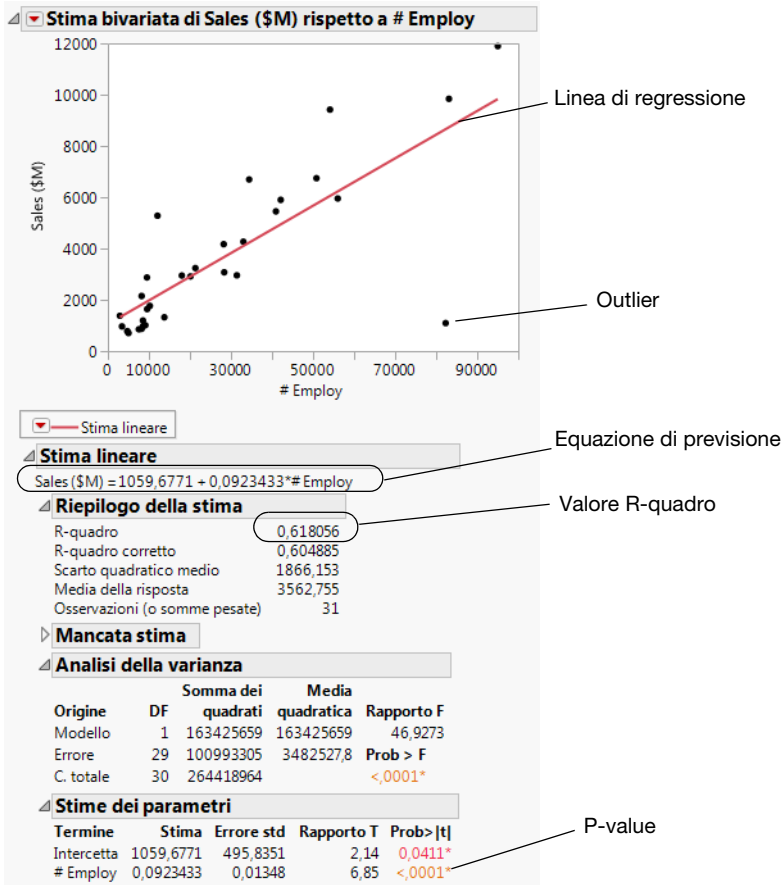 Stima bivariata di Sales ($M) rispetto a # Employ
12000
10000
8000
6000
4000
2000
0
Sales ($M)
0 10000 30000 50000 70000 90000
# Employ
Linea di regressione
Outlier
Stima lineare
Equazione di previsione
Stima lineare
Sales ($M) = 1059,6771 + 0,0923433*# Employ
Valore R-quadro
Riepilogo della stima
R-quadro 0,618056
R-quadro corretto 0,604885
Scarto quadratico medio 1866,153
Media della risposta 3562,755
Osservazioni (o somme pesate) 31
Mancata stima
Analisi della varianza
Somma dei Media
Origine DF quadrati quadratica Rapporto F
Modello 1 163425659 163425659 46,9273
Errore 29 100993305 3482527,8 Prob > F
C. totale 30 264418964 <,0001*
Stime dei parametri
Termine Stima Errore std Rapporto T Prob>|t|
Intercetta 1059,6771 495,8351 2,14 0,0411*
# Employ 0,0923433 0,01348 6,85 <,0001*
P-value